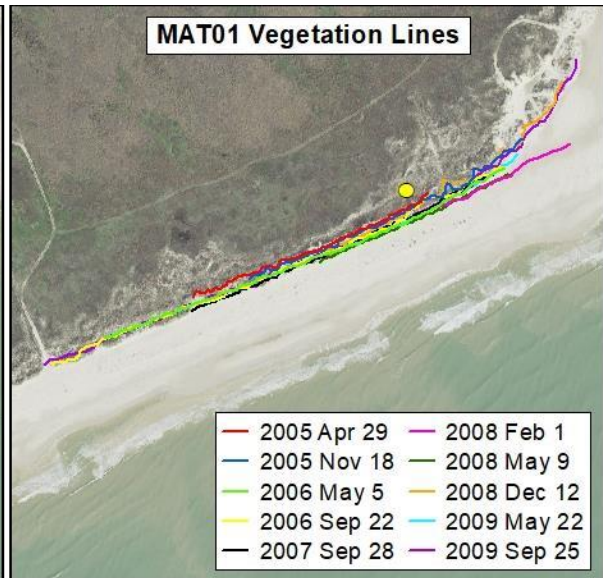 MAT01 Vegetation Lines
2005 Apr 29
2005 Nov 18
2006 May 5
2006 Sep 22
2007 Sep 28
2008 Feb 1
2008 May 9
2008 Dec 12
2009 May 22
2009 Sep 25